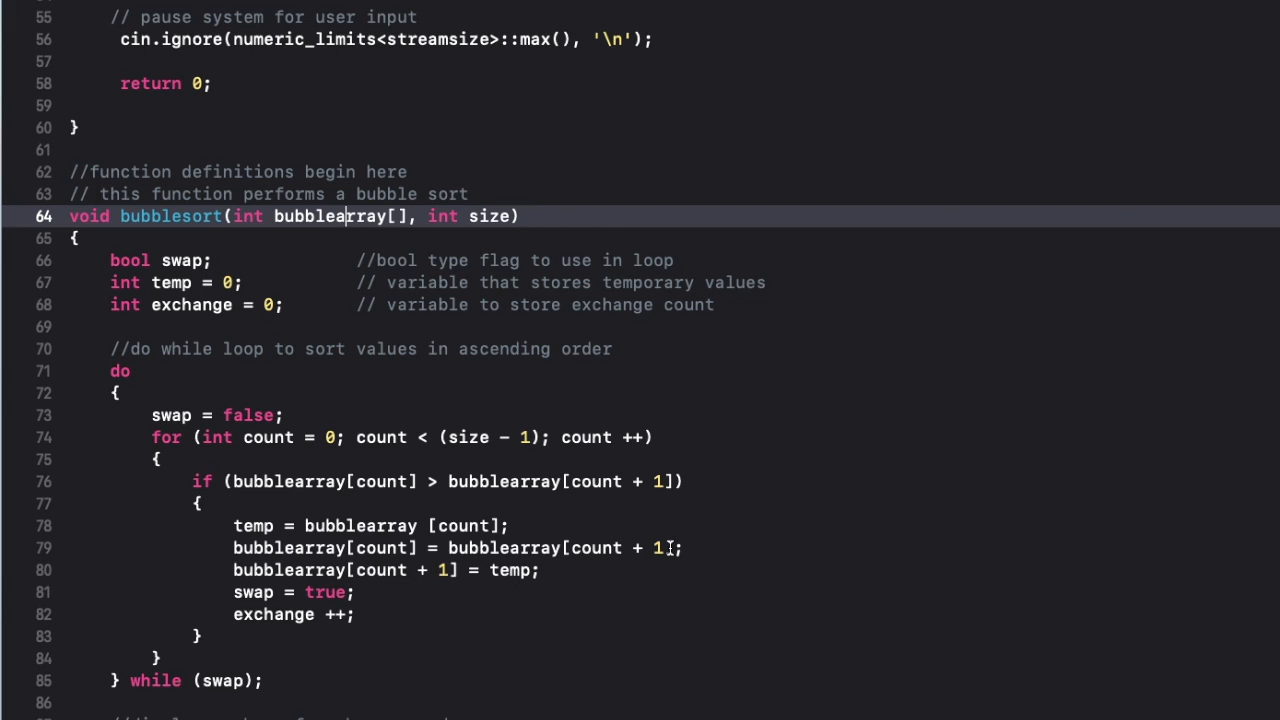 55 // pause system for user input
56 cin.ignore(numeric_limits<streamsize>::max(), '\n');
57
58 return 0;
59
60 }
61
62 //function definitions begin here
63 // this function performs a bubble sort
64 void bubblesort(int bubblearray[], int size)
65 {
66 bool swap; //bool type flag to use in loop
67 int temp = 0; // variable that stores temporary values
68 int exchange = 0; // variable to store exchange count
69
70 //do while loop to sort values in ascending order
71 do
72 {
73 swap = false;
74 for (int count = 0; count < (size - 1); count ++)
75 {
76 if (bubblearray[count] > bubblearray[count + 1])
77 {
78 temp = bubblearray [count];
79 bubblearray[count] = bubblearray[count + 1];
80 bubblearray[count + 1] = temp;
81 swap = true;
82 exchange ++;
83 }
84 }
85 } while (swap);
86